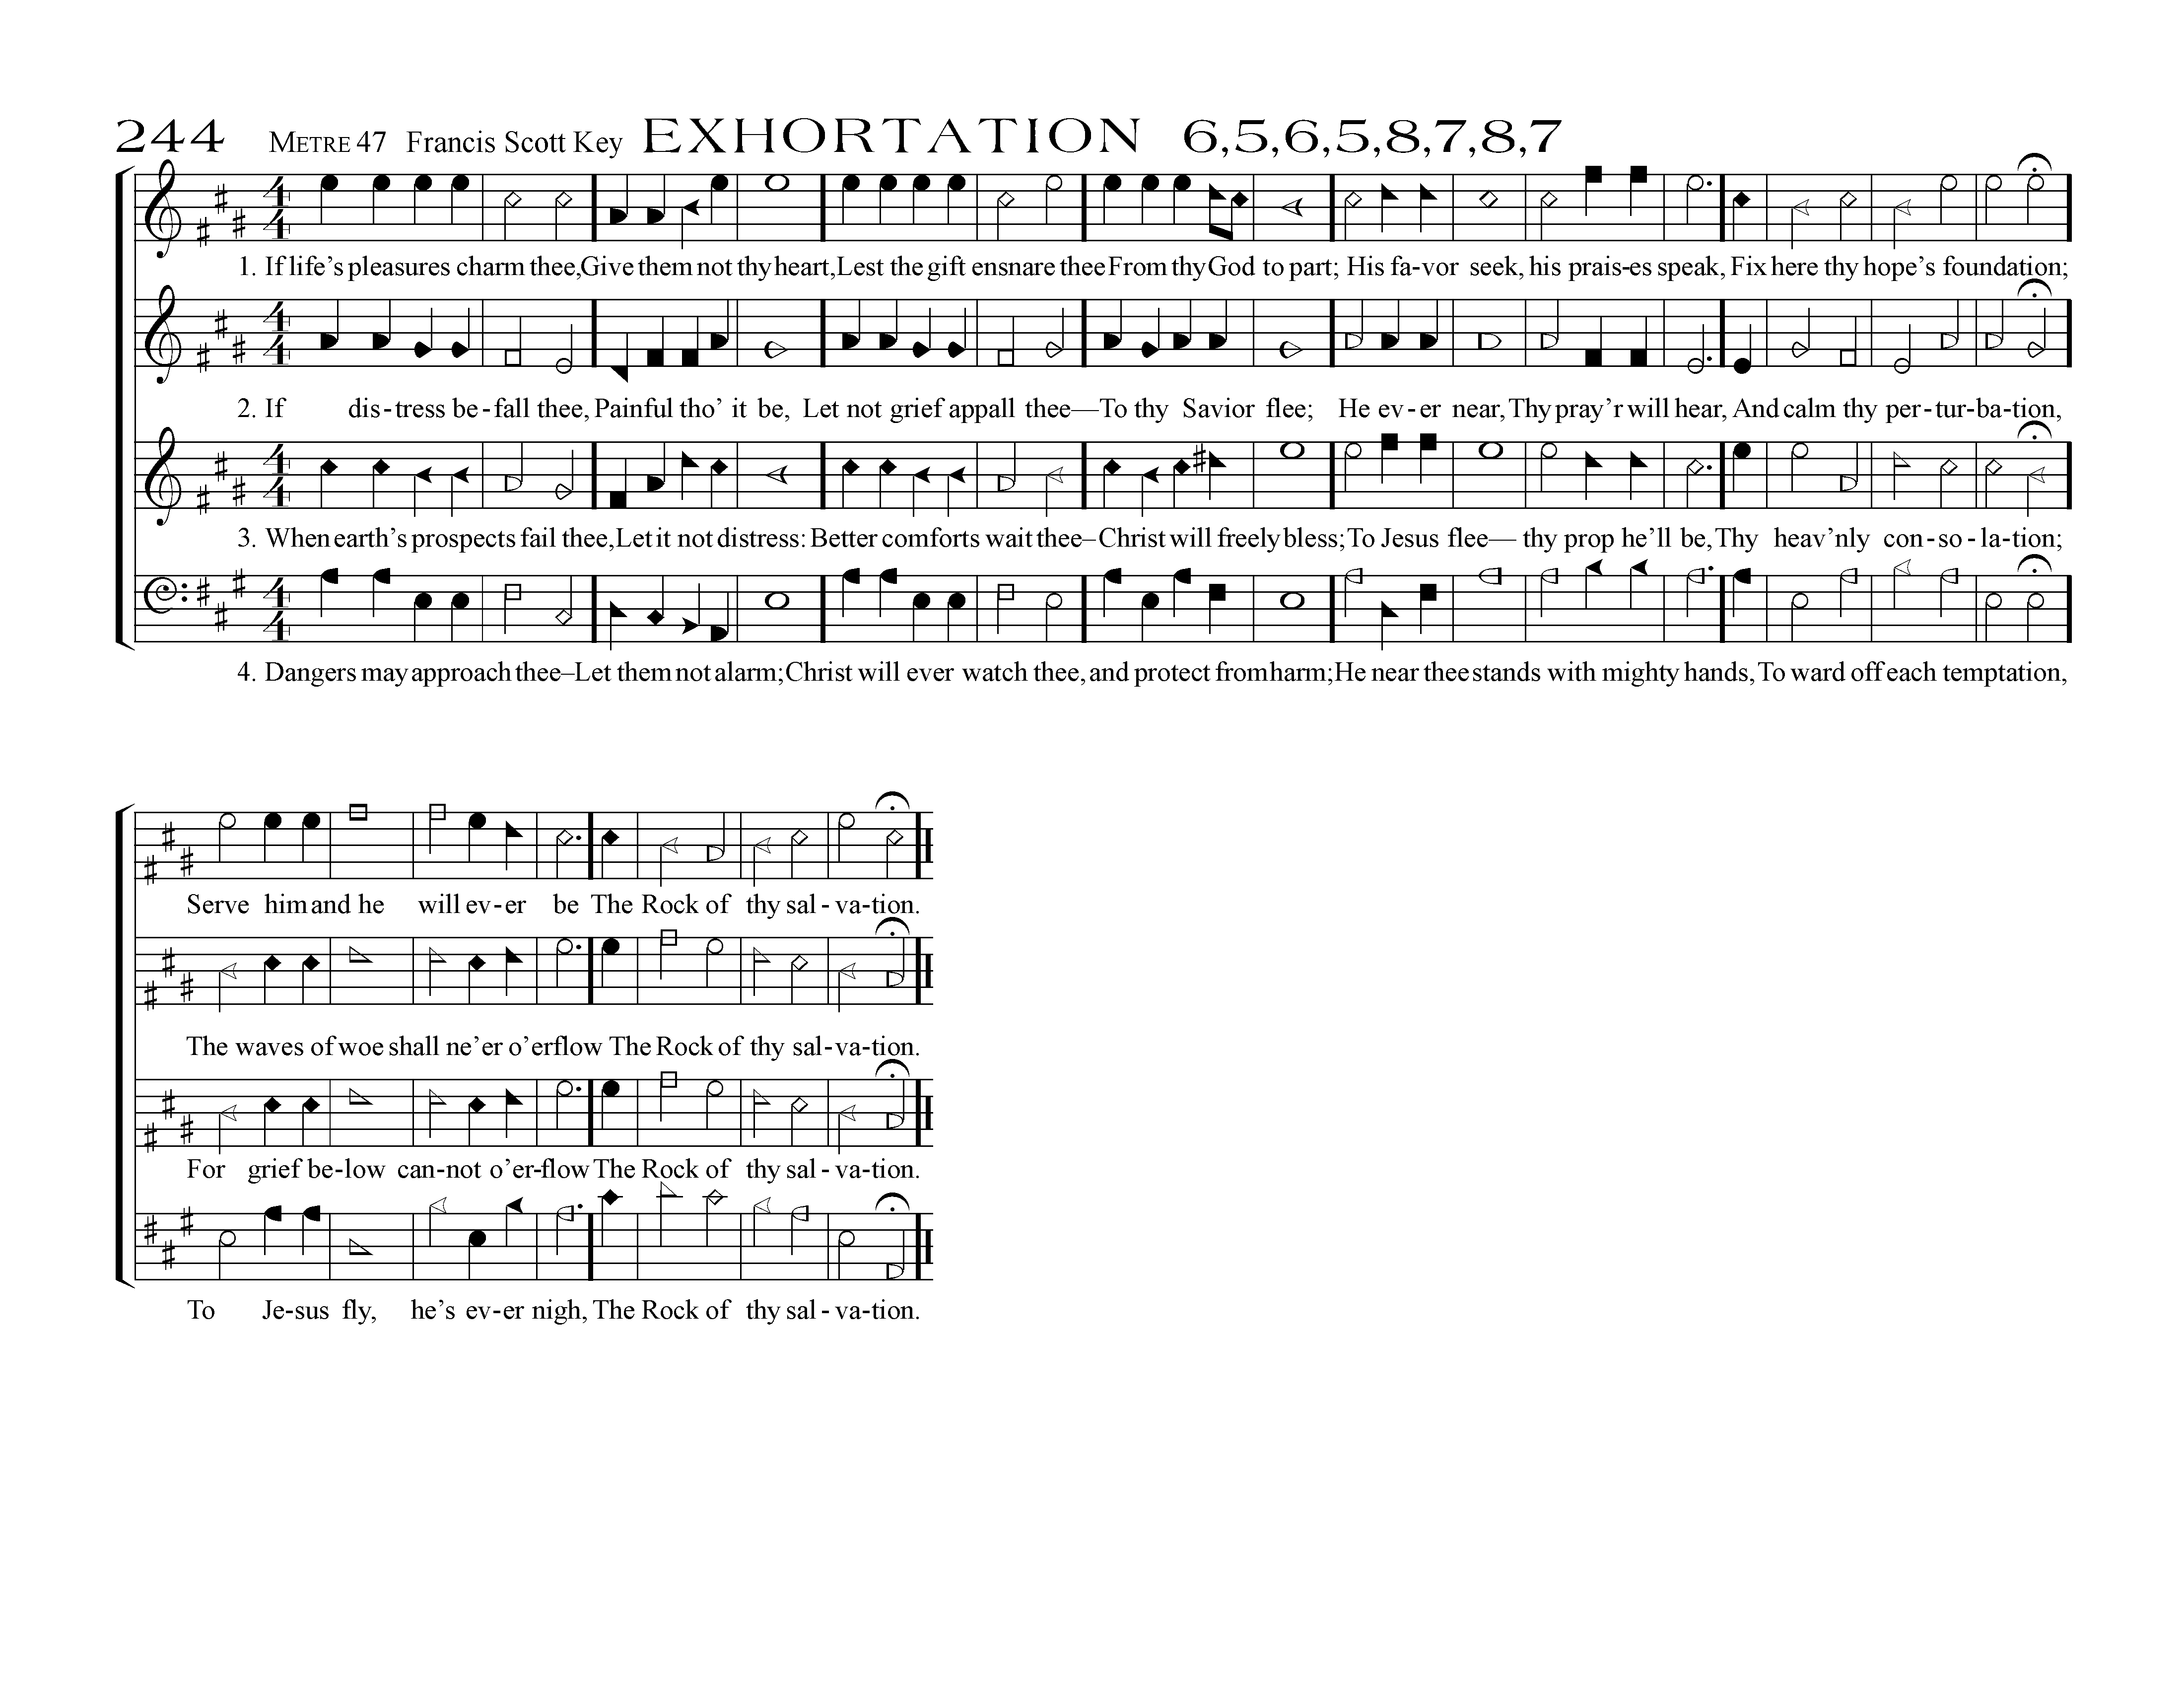 244 METRE 47 Francis Scott Key EXHORTATION 6,5,6,5,8,7,8,7
4 4
1. If life’s pleasures charm thee, Give them not thy heart, Lest the gift ensnare thee From thy God to part; His fa-vor seek, his prais-es speak, Fix here thy hope’s foundation;
4 4
2. If dis-tress be-fall thee, Painful tho’ it be, Let not grief appall thee—To thy Savior flee; He ev-er near, Thy pray’r will hear, And calm thy per-tur-ba-tion,
4 4
3. When earth’s prospects fail thee, Let it not distress: Better comforts wait thee–Christ will freely bless; To Jesus flee— thy prop he’ll be, Thy heav’nly con-so-la-tion;
4 4
4. Dangers may approach thee–Let them not alarm; Christ will ever watch thee, and protect from harm; He near thee stands with mighty hands, To ward off each temptation,
Serve him and he will ev-er be The Rock of thy sal-va-tion.
The waves of woe shall ne’er o’erflow The Rock of thy sal-va-tion.
For grief be-low can-not o’er-flow The Rock of thy sal-va-tion.
To Je-sus fly, he’s ev-er nigh, The Rock of thy sal-va-tion.